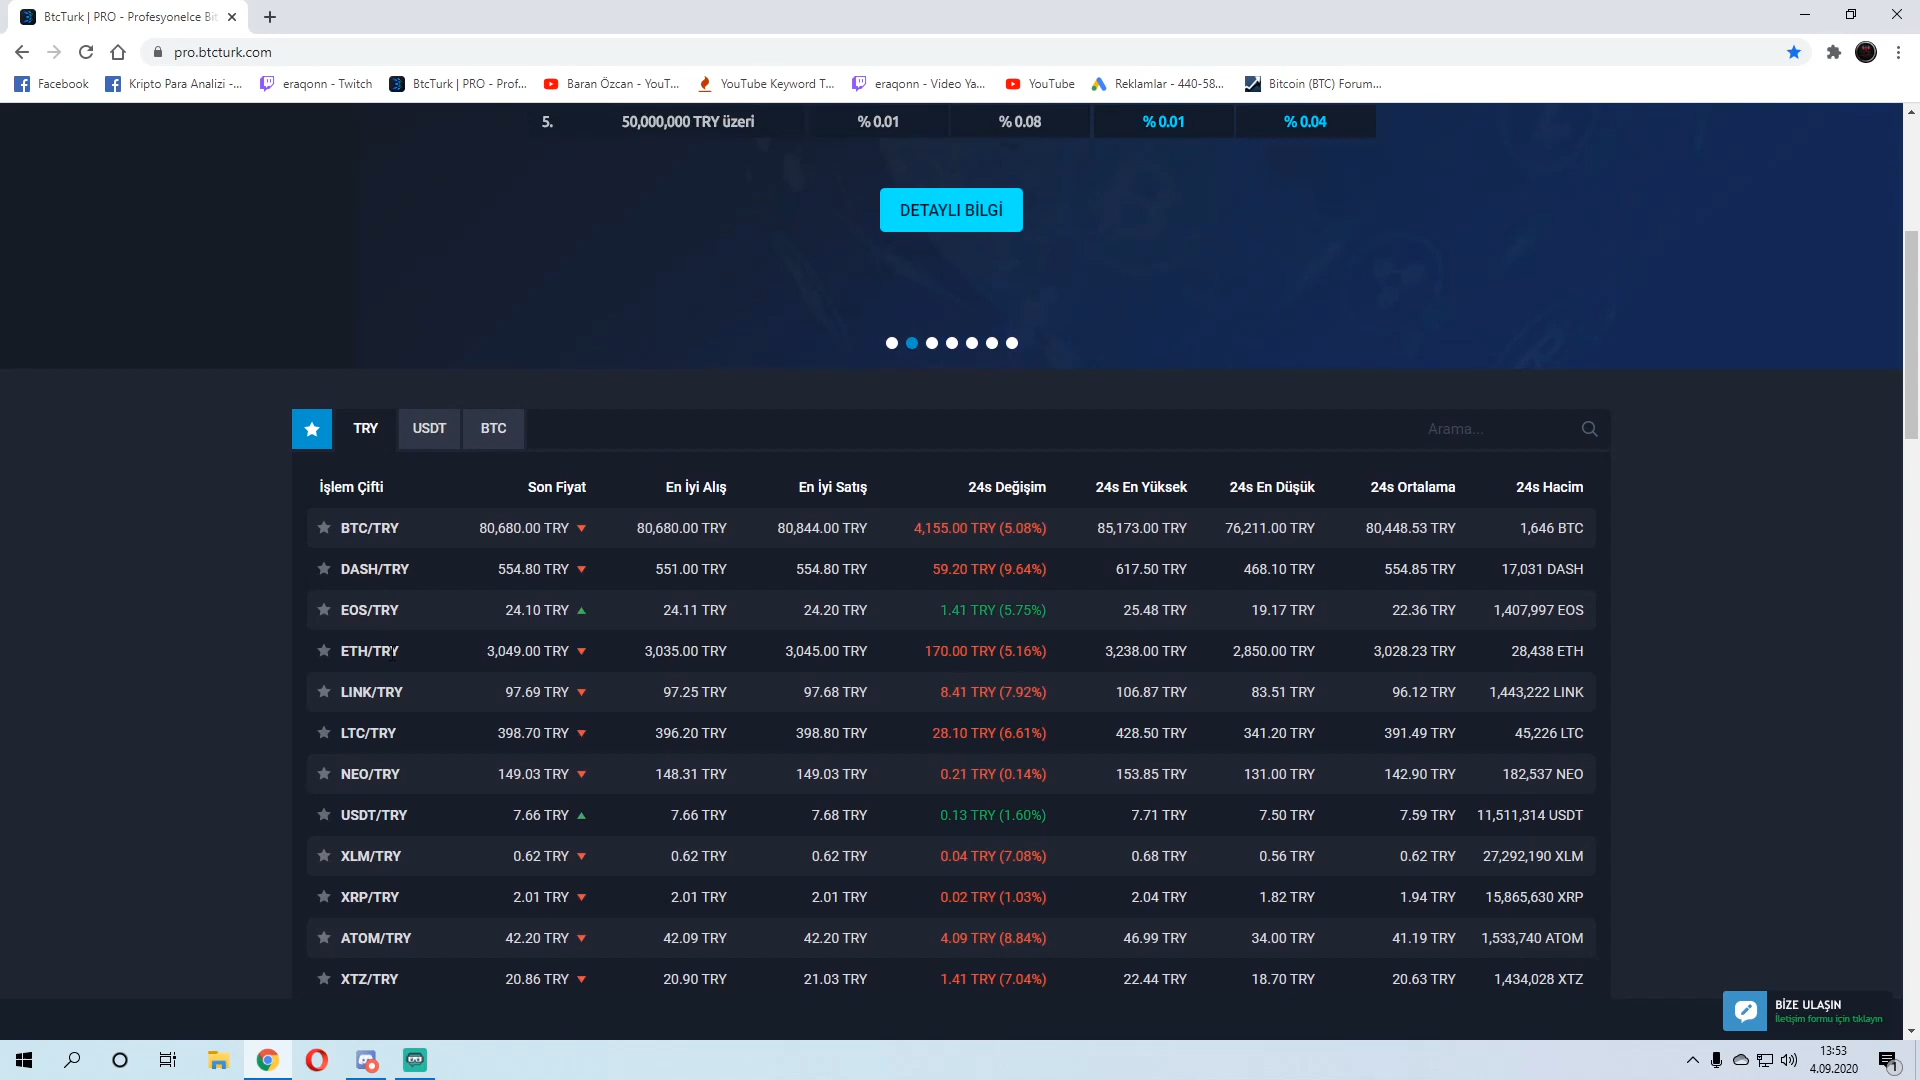 BtcTurk | PRO - Profesyonelce Bit
pro.btcturk.com
Facebook Kripto Para Analizi -... eraqonn - Twitch BtcTurk | PRO - Prof... Baran Özcan - YouT... YouTube Keyword T... eraqonn - Video Ya... YouTube Reklamlar - 440-58... Bitcoin (BTC) Forum...
5. 50,000,000 TRY üzeri % 0.01 % 0.08 % 0.01 % 0.04
DETAYLI BİLGİ
TRY USDT BTC Arama...
İşlem Çifti Son Fiyat En İyi Alış En İyi Satış 24s Değişim 24s En Yüksek 24s En Düşük 24s Ortalama 24s Hacim
BTC/TRY 80,680.00 TRY 80,680.00 TRY 80,844.00 TRY 4,155.00 TRY (5.08%) 85,173.00 TRY 76,211.00 TRY 80,448.53 TRY 1,646 BTC
DASH/TRY 554.80 TRY 551.00 TRY 554.80 TRY 59.20 TRY (9.64%) 617.50 TRY 468.10 TRY 554.85 TRY 17,031 DASH
EOS/TRY 24.10 TRY 24.11 TRY 24.20 TRY 1.41 TRY (5.75%) 25.48 TRY 19.17 TRY 22.36 TRY 1,407,997 EOS
ETH/TRY 3,049.00 TRY 3,035.00 TRY 3,045.00 TRY 170.00 TRY (5.16%) 3,238.00 TRY 2,850.00 TRY 3,028.23 TRY 28,438 ETH
LINK/TRY 97.69 TRY 97.25 TRY 97.68 TRY 8.41 TRY (7.92%) 106.87 TRY 83.51 TRY 96.12 TRY 1,443,222 LINK
LTC/TRY 398.70 TRY 396.20 TRY 398.80 TRY 28.10 TRY (6.61%) 428.50 TRY 341.20 TRY 391.49 TRY 45,226 LTC
NEO/TRY 149.03 TRY 148.31 TRY 149.03 TRY 0.21 TRY (0.14%) 153.85 TRY 131.00 TRY 142.90 TRY 182,537 NEO
USDT/TRY 7.66 TRY 7.66 TRY 7.68 TRY 0.13 TRY (1.60%) 7.71 TRY 7.50 TRY 7.59 TRY 11,511,314 USDT
XLM/TRY 0.62 TRY 0.62 TRY 0.62 TRY 0.04 TRY (7.08%) 0.68 TRY 0.56 TRY 0.62 TRY 27,292,190 XLM
XRP/TRY 2.01 TRY 2.01 TRY 2.01 TRY 0.02 TRY (1.03%) 2.04 TRY 1.82 TRY 1.94 TRY 15,865,630 XRP
ATOM/TRY 42.20 TRY 42.09 TRY 42.20 TRY 4.09 TRY (8.84%) 46.99 TRY 34.00 TRY 41.19 TRY 1,533,740 ATOM
XTZ/TRY 20.86 TRY 20.90 TRY 21.03 TRY 1.41 TRY (7.04%) 22.44 TRY 18.70 TRY 20.63 TRY 1,434,028 XTZ
BİZE ULAŞIN
İletişim formu için tıklayın
13:53
4.09.2020
1